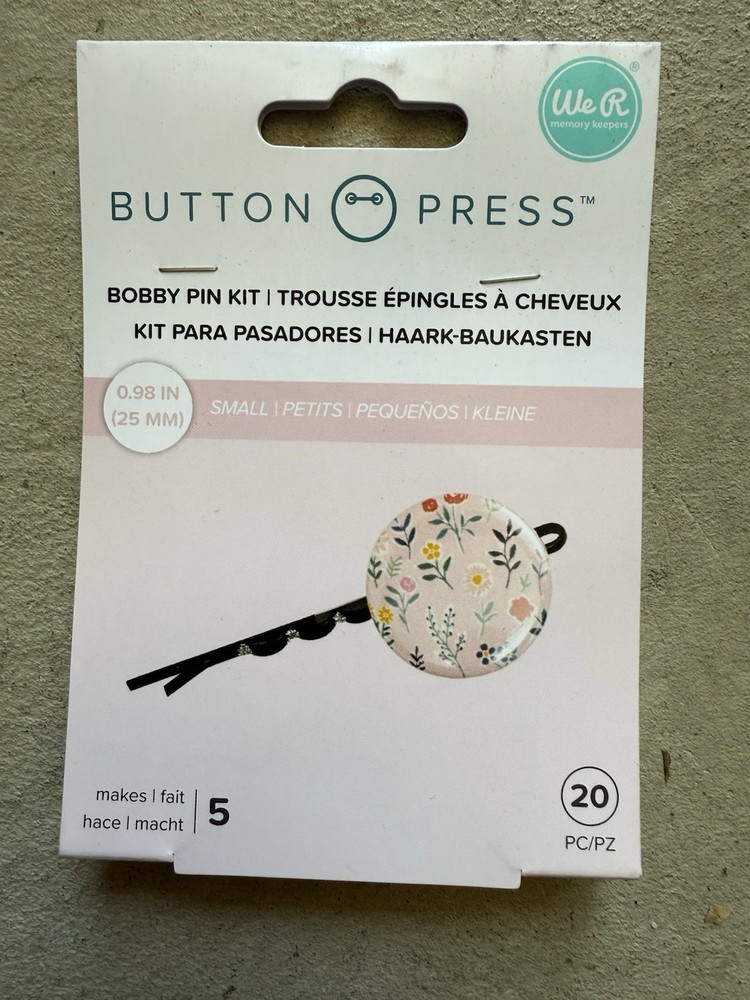 We R
memory keepers
®
BUTTON PRESS™
BOBBY PIN KIT | TROUSSE ÉPINGLES À CHEVEUX
KIT PARA PASADORES | HAARK-BAUKASTEN
0.98 IN
(25 MM)
SMALL | PETITS | PEQUEÑOS | KLEINE
makes | fait
hace | macht
5
20
PC/PZ